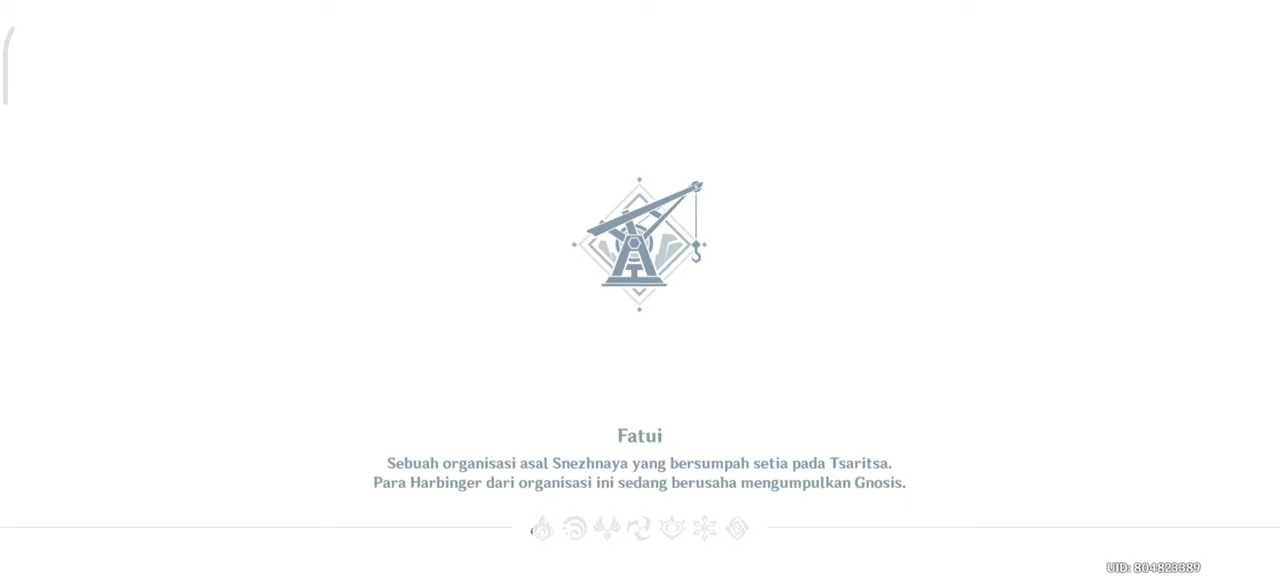 Fatui
Sebuah organisasi asal Snezhnaya yang bersumpah setia pada Tsaritsa.
Para Harbinger dari organisasi ini sedang berusaha mengumpulkan Gnosis.
UID: 804823389